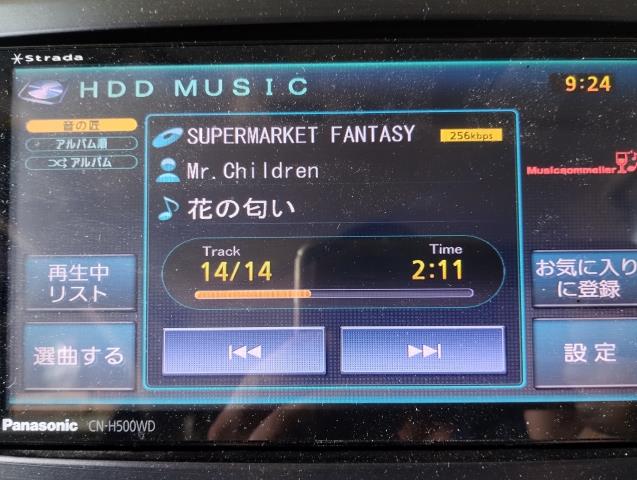 Strada
HDD MUSIC
9:24
音の匠
アルバム順
アルバム
SUPERMARKET FANTASY
256kbps
Mr.Children
Musicsommelier
花の匂い
Track
Time
14/14
2:11
再生中
リスト
お気に入り
に登録
選曲する
設定
Panasonic CN-H500WD